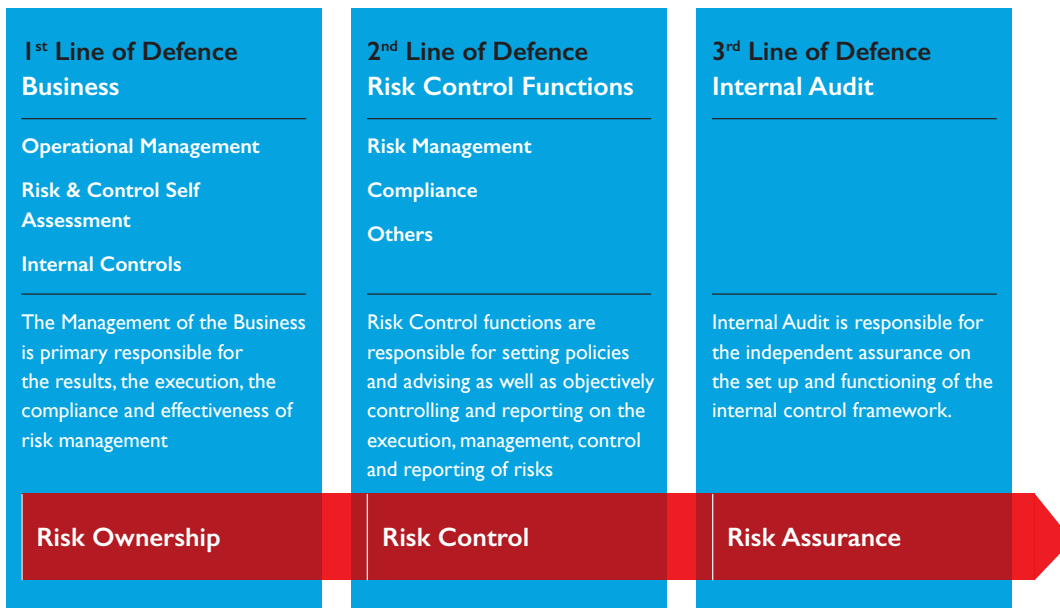 1st Line of Defence
Business
Operational Management
Risk & Control Self
Assessment
Internal Controls
The Management of the Business
is primary responsible for
the results, the execution, the
compliance and effectiveness of
risk management
Risk Ownership
2nd Line of Defence
Risk Control Functions
Risk Management
Compliance
Others
Risk Control functions are
responsible for setting policies
and advising as well as objectively
controlling and reporting on the
execution, management, control
and reporting of risks
Risk Control
3rd Line of Defence
Internal Audit
Internal Audit is responsible for
the independent assurance on
the set up and functioning of the
internal control framework.
Risk Assurance